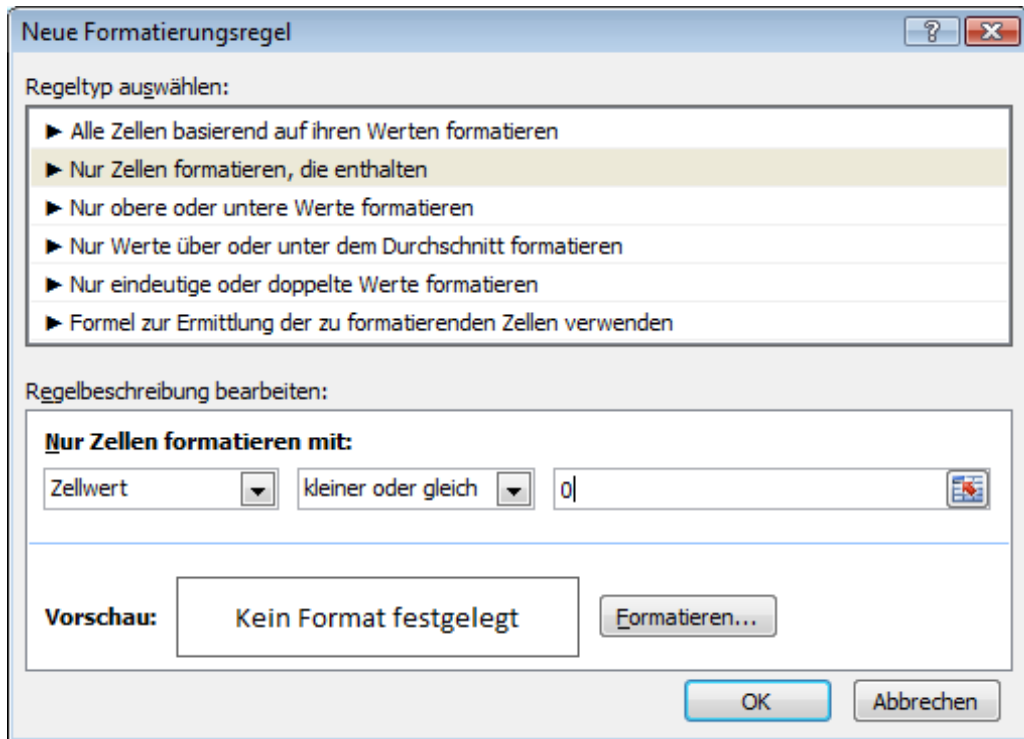 Neue Formatierungsregel
Regeltyp auswählen:
► Alle Zellen basierend auf ihren Werten formatieren
► Nur Zellen formatieren, die enthalten
► Nur obere oder untere Werte formatieren
► Nur Werte über oder unter dem Durchschnitt formatieren
► Nur eindeutige oder doppelte Werte formatieren
► Formel zur Ermittlung der zu formatierenden Zellen verwenden
Regelbeschreibung bearbeiten:
Nur Zellen formatieren mit:
Zellwert kleiner oder gleich 0
Vorschau: Kein Format festgelegt Formatieren...
OK Abbrechen